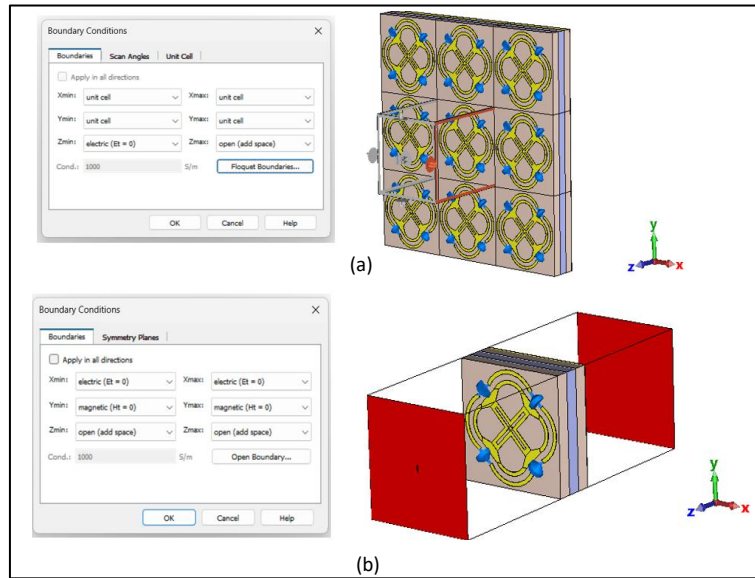 Boundary Conditions
Boundaries Scan Angles Unit Cell
Apply in all directions
Xmin: unit cell Xmax: unit cell
Ymin: unit cell Ymax: unit cell
Zmin: electric (Et = 0) Zmax: open (add space)
Cond.: 1000 S/m Floquet Boundaries...
OK Cancel Help
y
z x
(a)
Boundary Conditions
Boundaries Symmetry Planes
Apply in all directions
Xmin: electric (Et = 0) Xmax: electric (Et = 0)
Ymin: magnetic (Ht = 0) Ymax: magnetic (Ht = 0)
Zmin: open (add space) Zmax: open (add space)
Cond.: 1000 S/m Open Boundary...
OK Cancel Help
1
y
z x
(b)